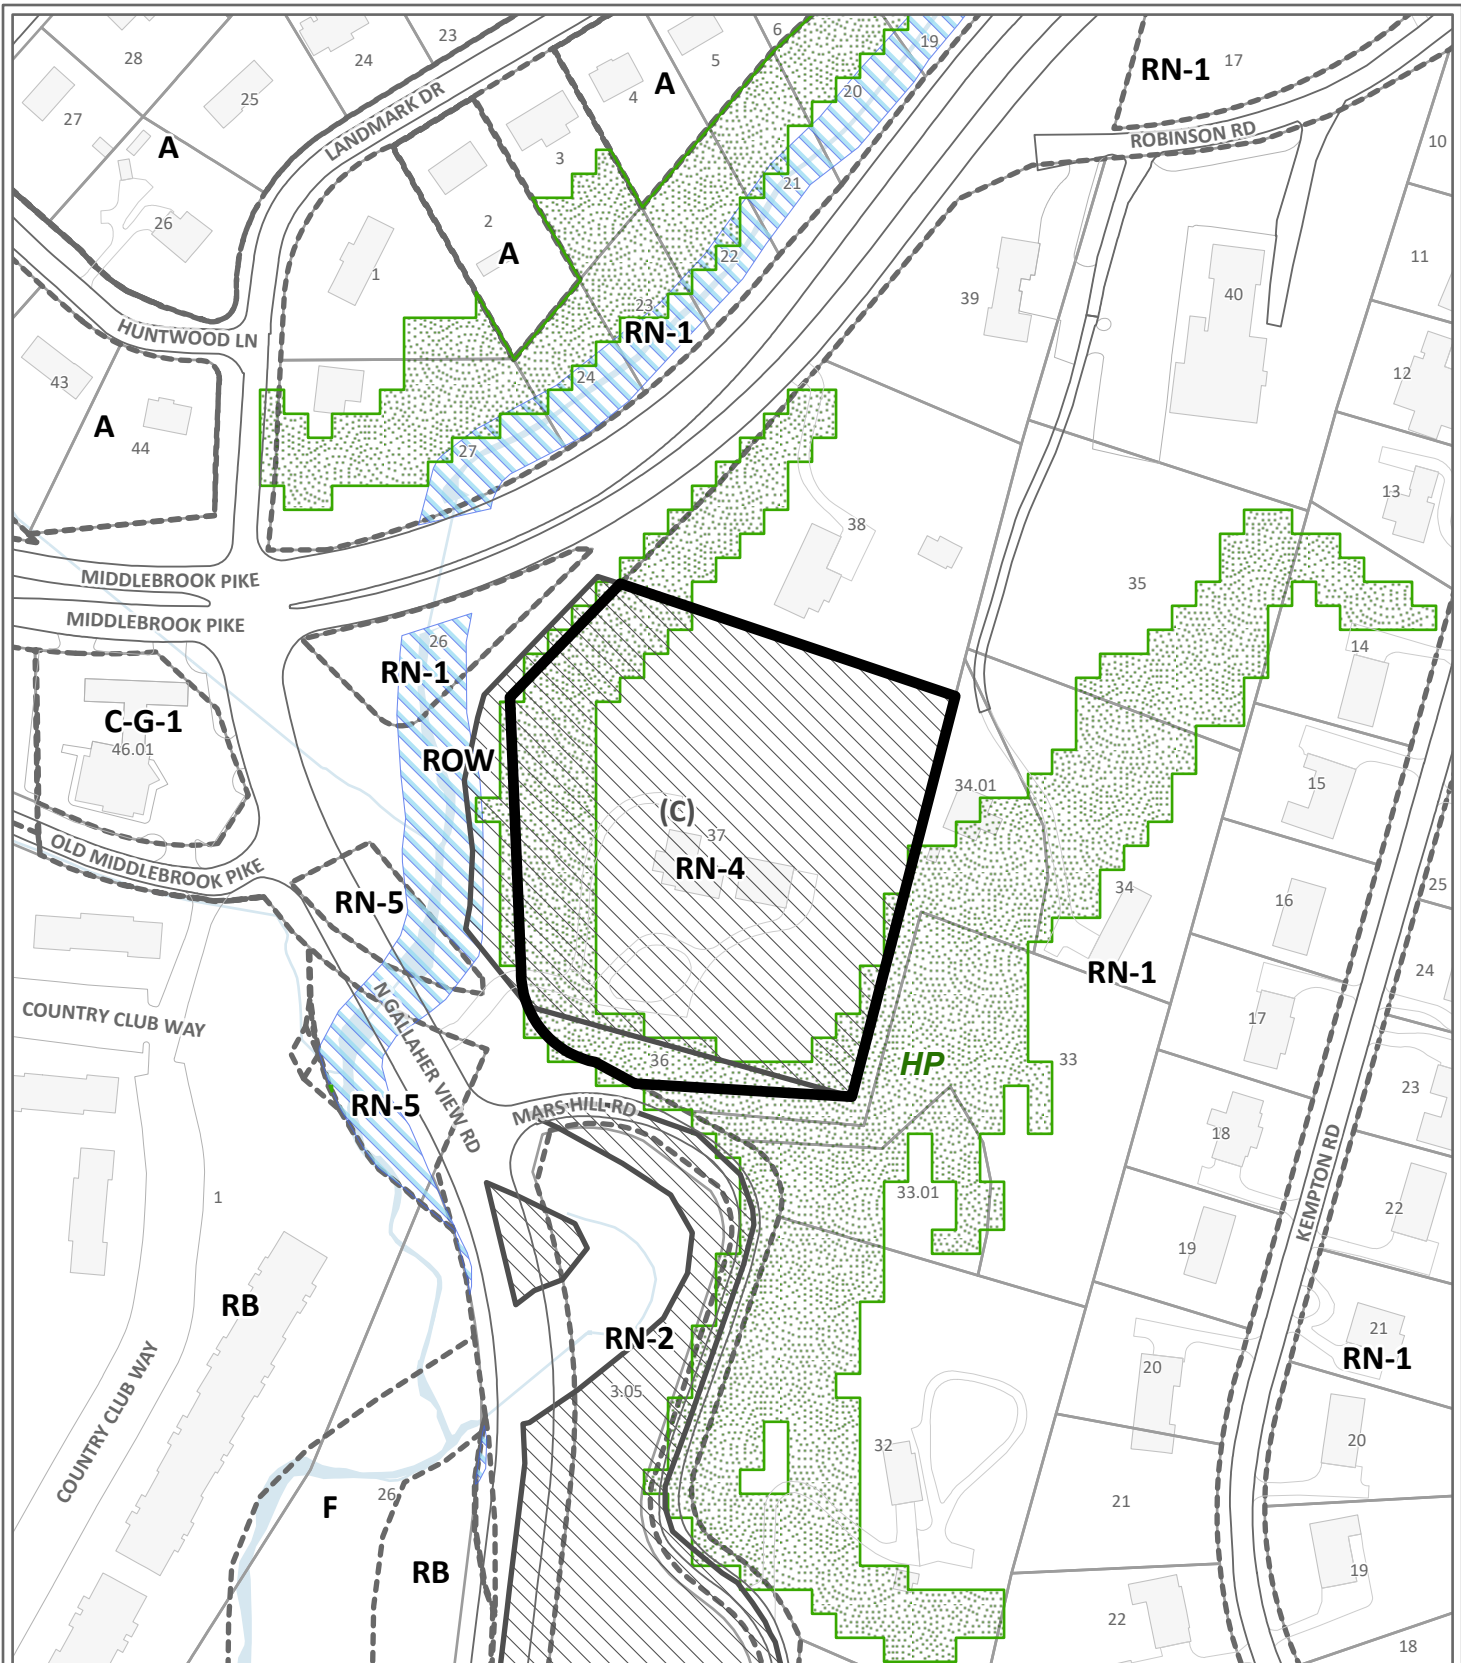 28
24
23
5
6
19
RN-1
17
27
25
LANDMARK DR
4
A
20
ROBINSON RD
10
A
3
21
26
2
A
22
11
1
23
RN-1
39
40
HUNTWOOD LN
43
A
44
24
12
27
13
38
MIDDLEBROOK PIKE
MIDDLEBROOK PIKE
35
26
RN-1
14
C-G-1
46.01
ROW
34.01
15
(C)
37
RN-4
OLD MIDDLEBROOK PIKE
RN-5
34
16
25
RN-1
24
COUNTRY CLUB WAY
N GALLAHER VIEW RD
17
36
HP
33
RN-5
MARS HILL RD
23
18
1
33.01
22
KEMPTON RD
19
RB
RN-2
21
RN-1
20
3.05
COUNTRY CLUB WAY
32
20
F
26
21
RB
19
22
18